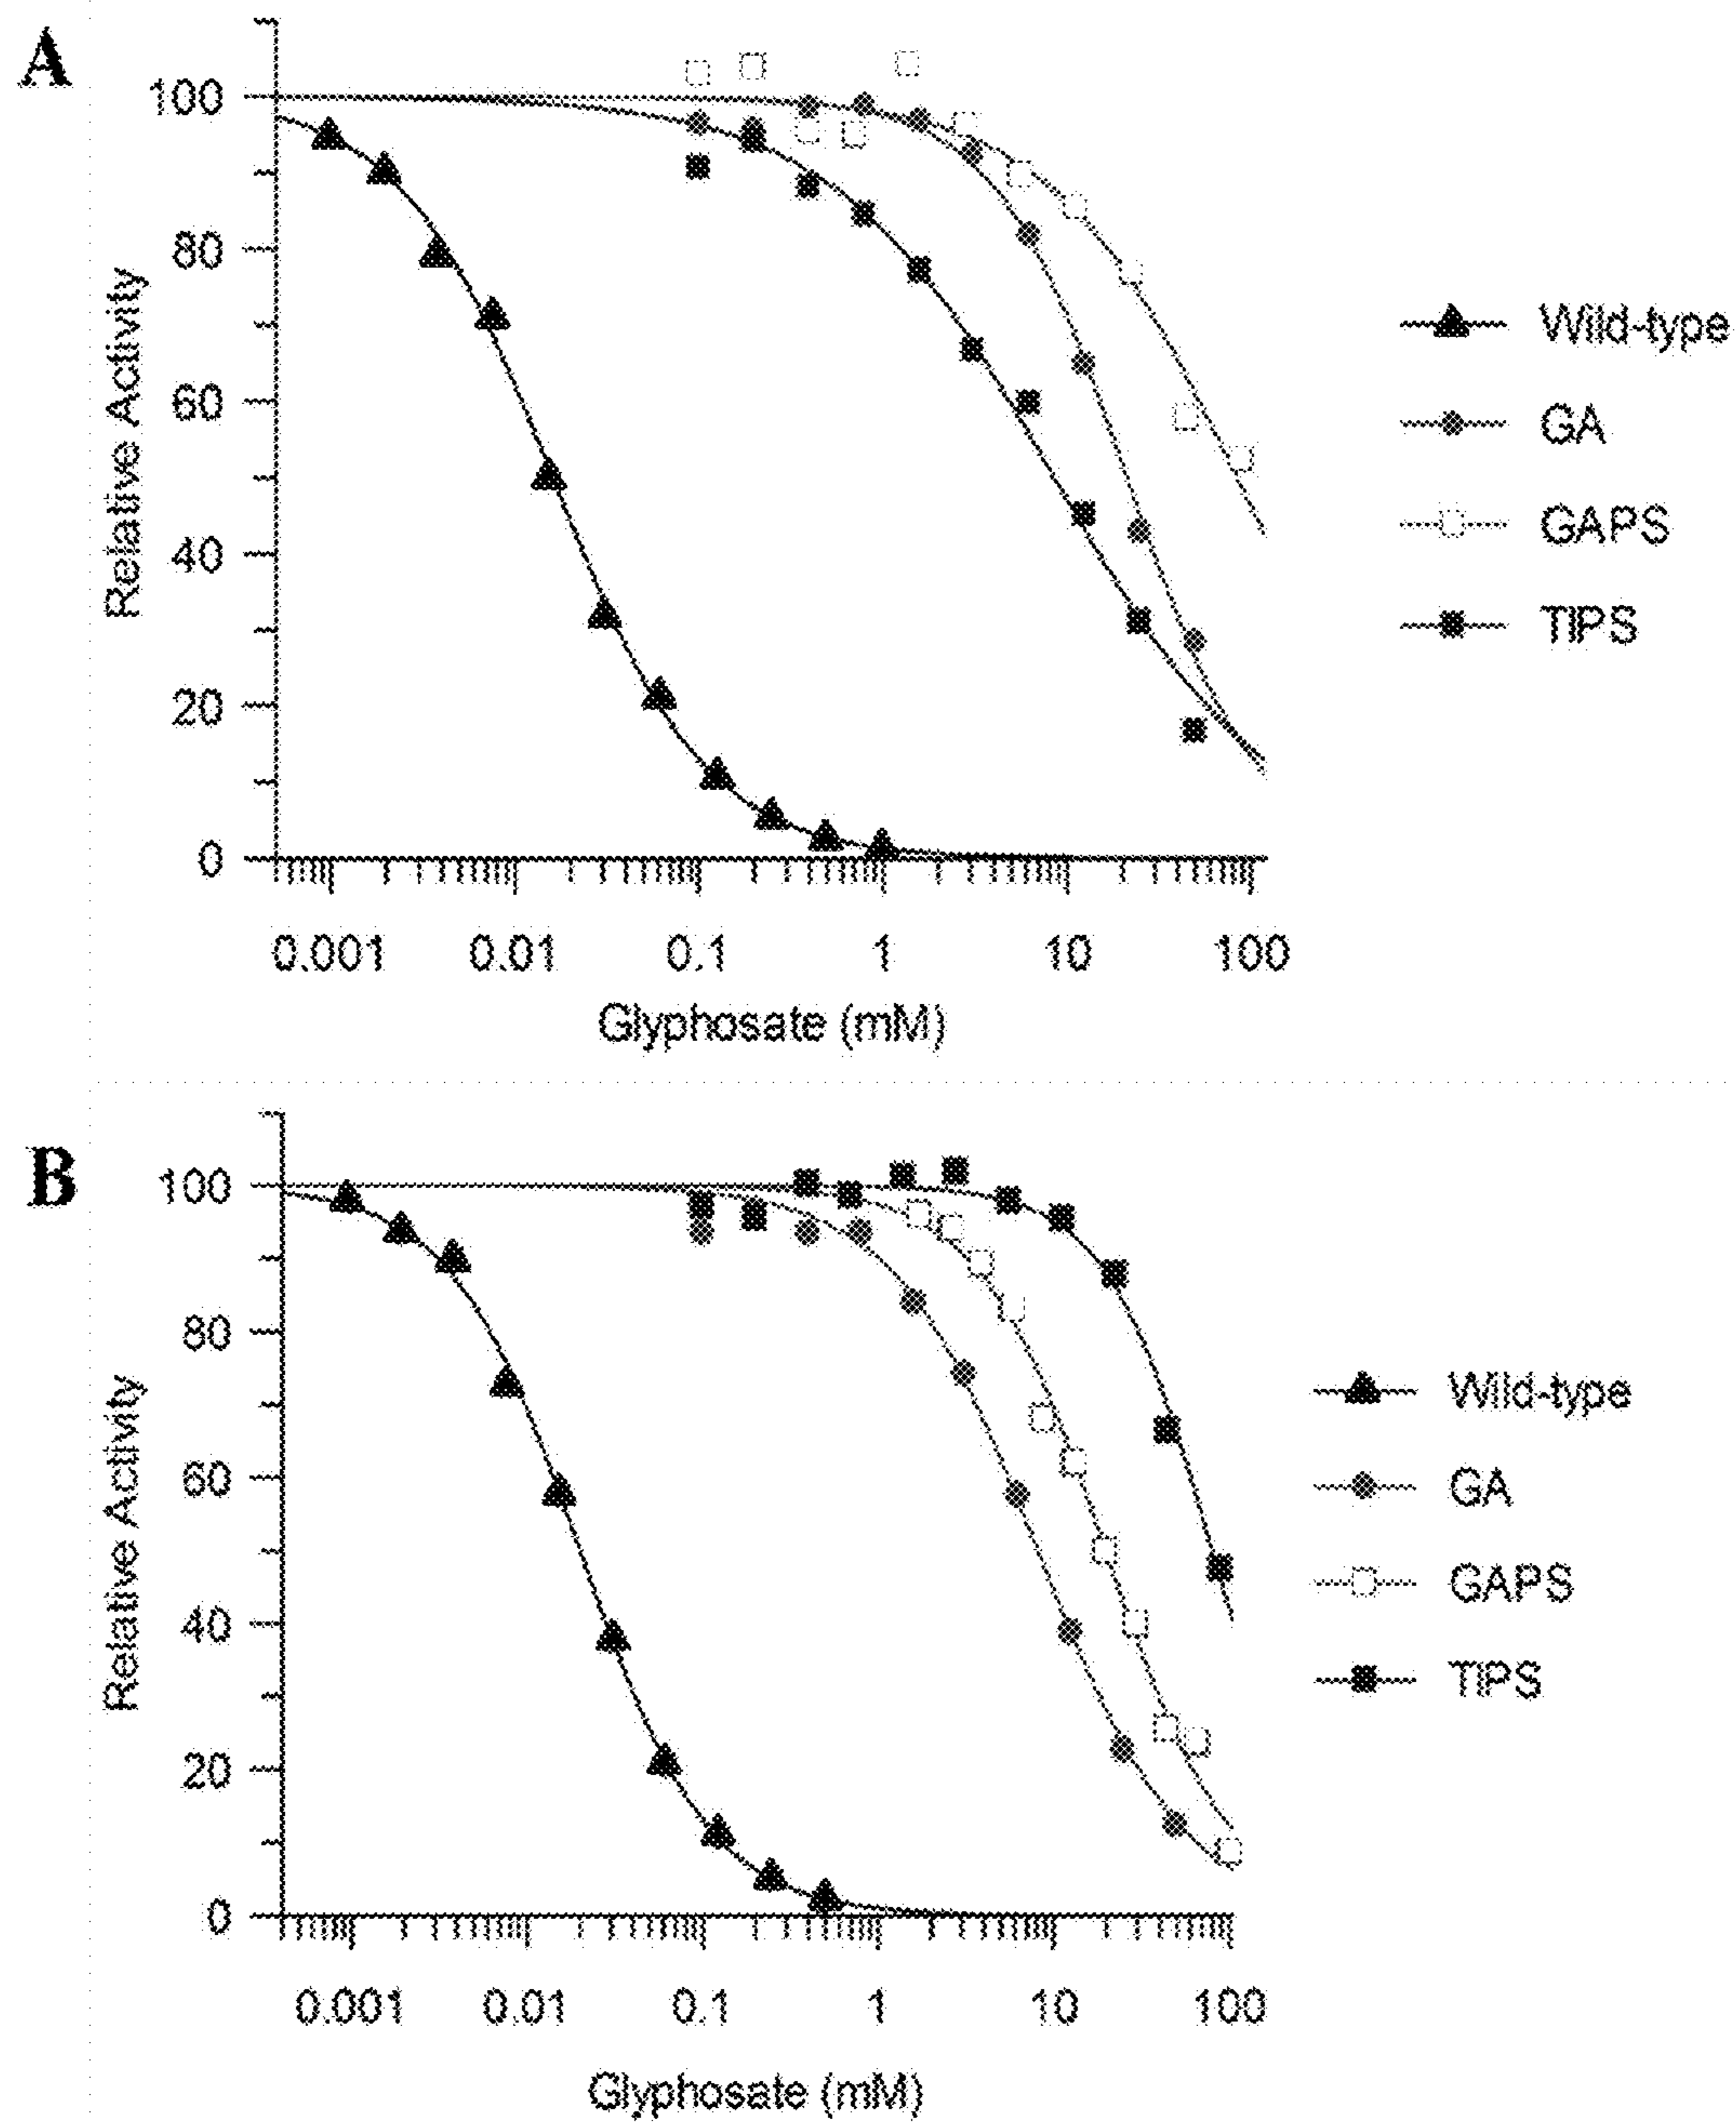 A
100
80
60
40
20
0
Relative Activity
0.001 0.01 0.1 1 10 100
Glyphosate (mM)
Wild-type
GA
GAPS
TIPS
B
100
80
60
40
20
0
Relative Activity
0.001 0.01 0.1 1 10 100
Glyphosate (mM)
Wild-type
GA
GAPS
TIPS